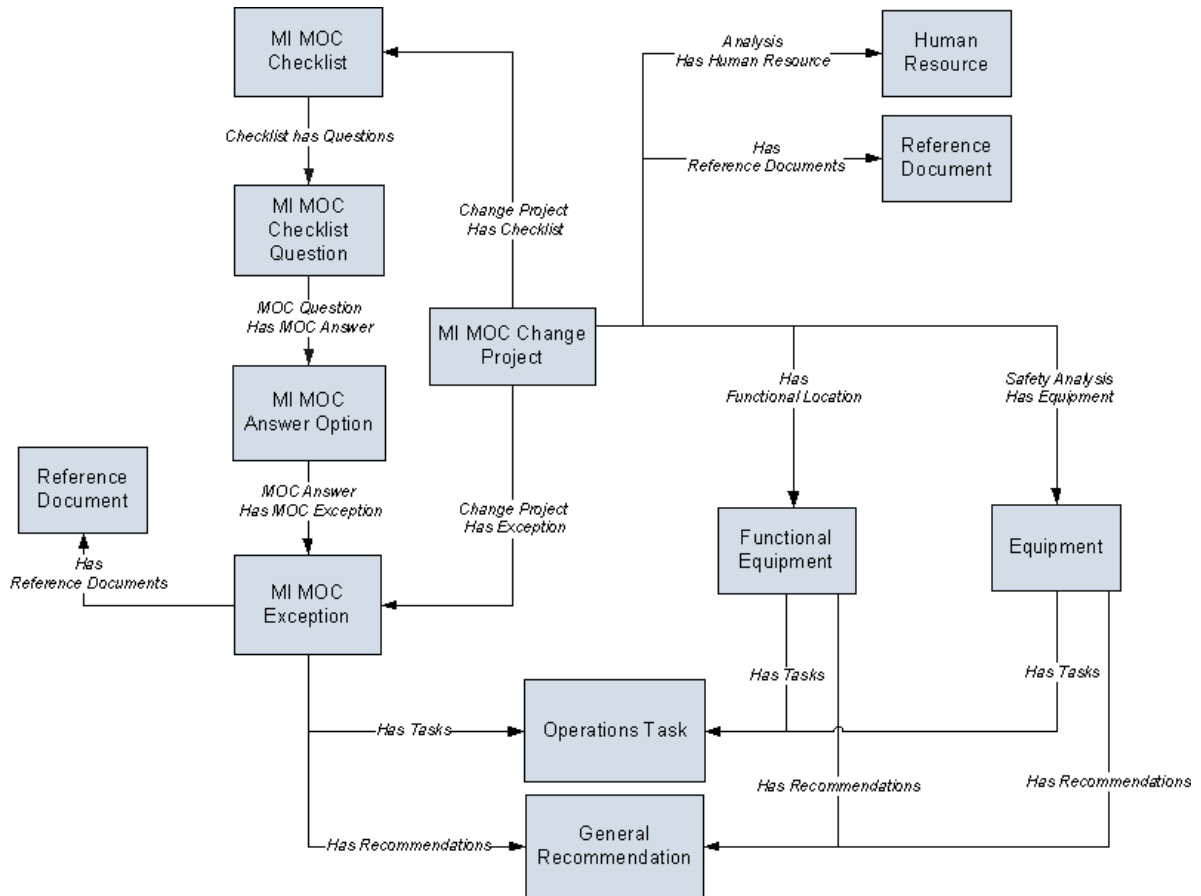 MI MOC
Checklist
Analysis
Has Human Resource
Human
Resource
Checklist has Questions
Has
Reference Documents
Reference
Document
MI MOC
Checklist
Question
Change Project
Has Checklist
MOC Question
Has MOC Answer
MI MOC Change
Project
MI MOC
Answer Option
Has
Functional Location
Safety Analysis
Has Equipment
Reference
Document
MOC Answer
Has MOC Exception
Change Project
Has Exception
Functional
Equipment
Equipment
Has
Reference Documents
MI MOC
Exception
Has Tasks
Has Tasks
Has Tasks
Operations Task
Has Recommendations
Has Recommendations
Has Recommendations
General
Recommendation